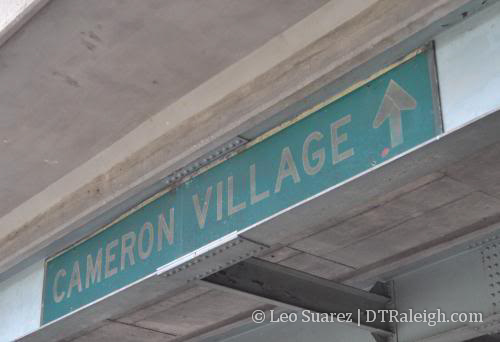 CAMERON VILLAGE ↑
© Leo Suarez | DTRaleigh.com